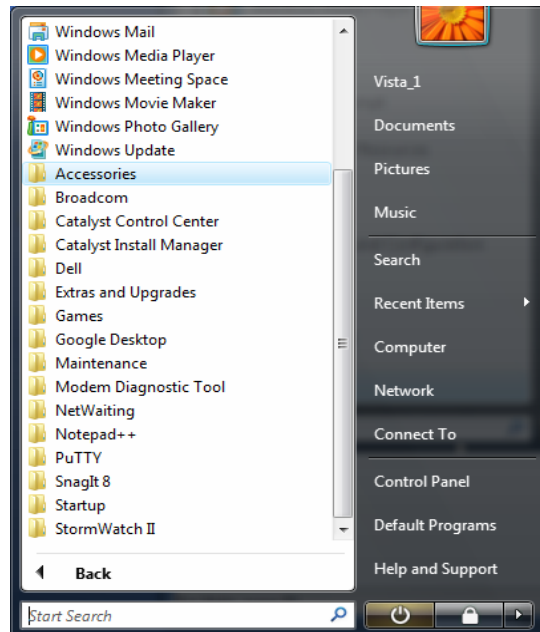 Windows Mail
Windows Media Player
Windows Meeting Space
Windows Movie Maker
Windows Photo Gallery
Windows Update
Accessories
Broadcom
Catalyst Control Center
Catalyst Install Manager
Dell
Extras and Upgrades
Games
Google Desktop
Maintenance
Modem Diagnostic Tool
NetWaiting
Notepad++
PuTTY
SnagIt 8
Startup
StormWatch II
Back
Start Search
Vista_1
Documents
Pictures
Music
Search
Recent Items
Computer
Network
Connect To
Control Panel
Default Programs
Help and Support